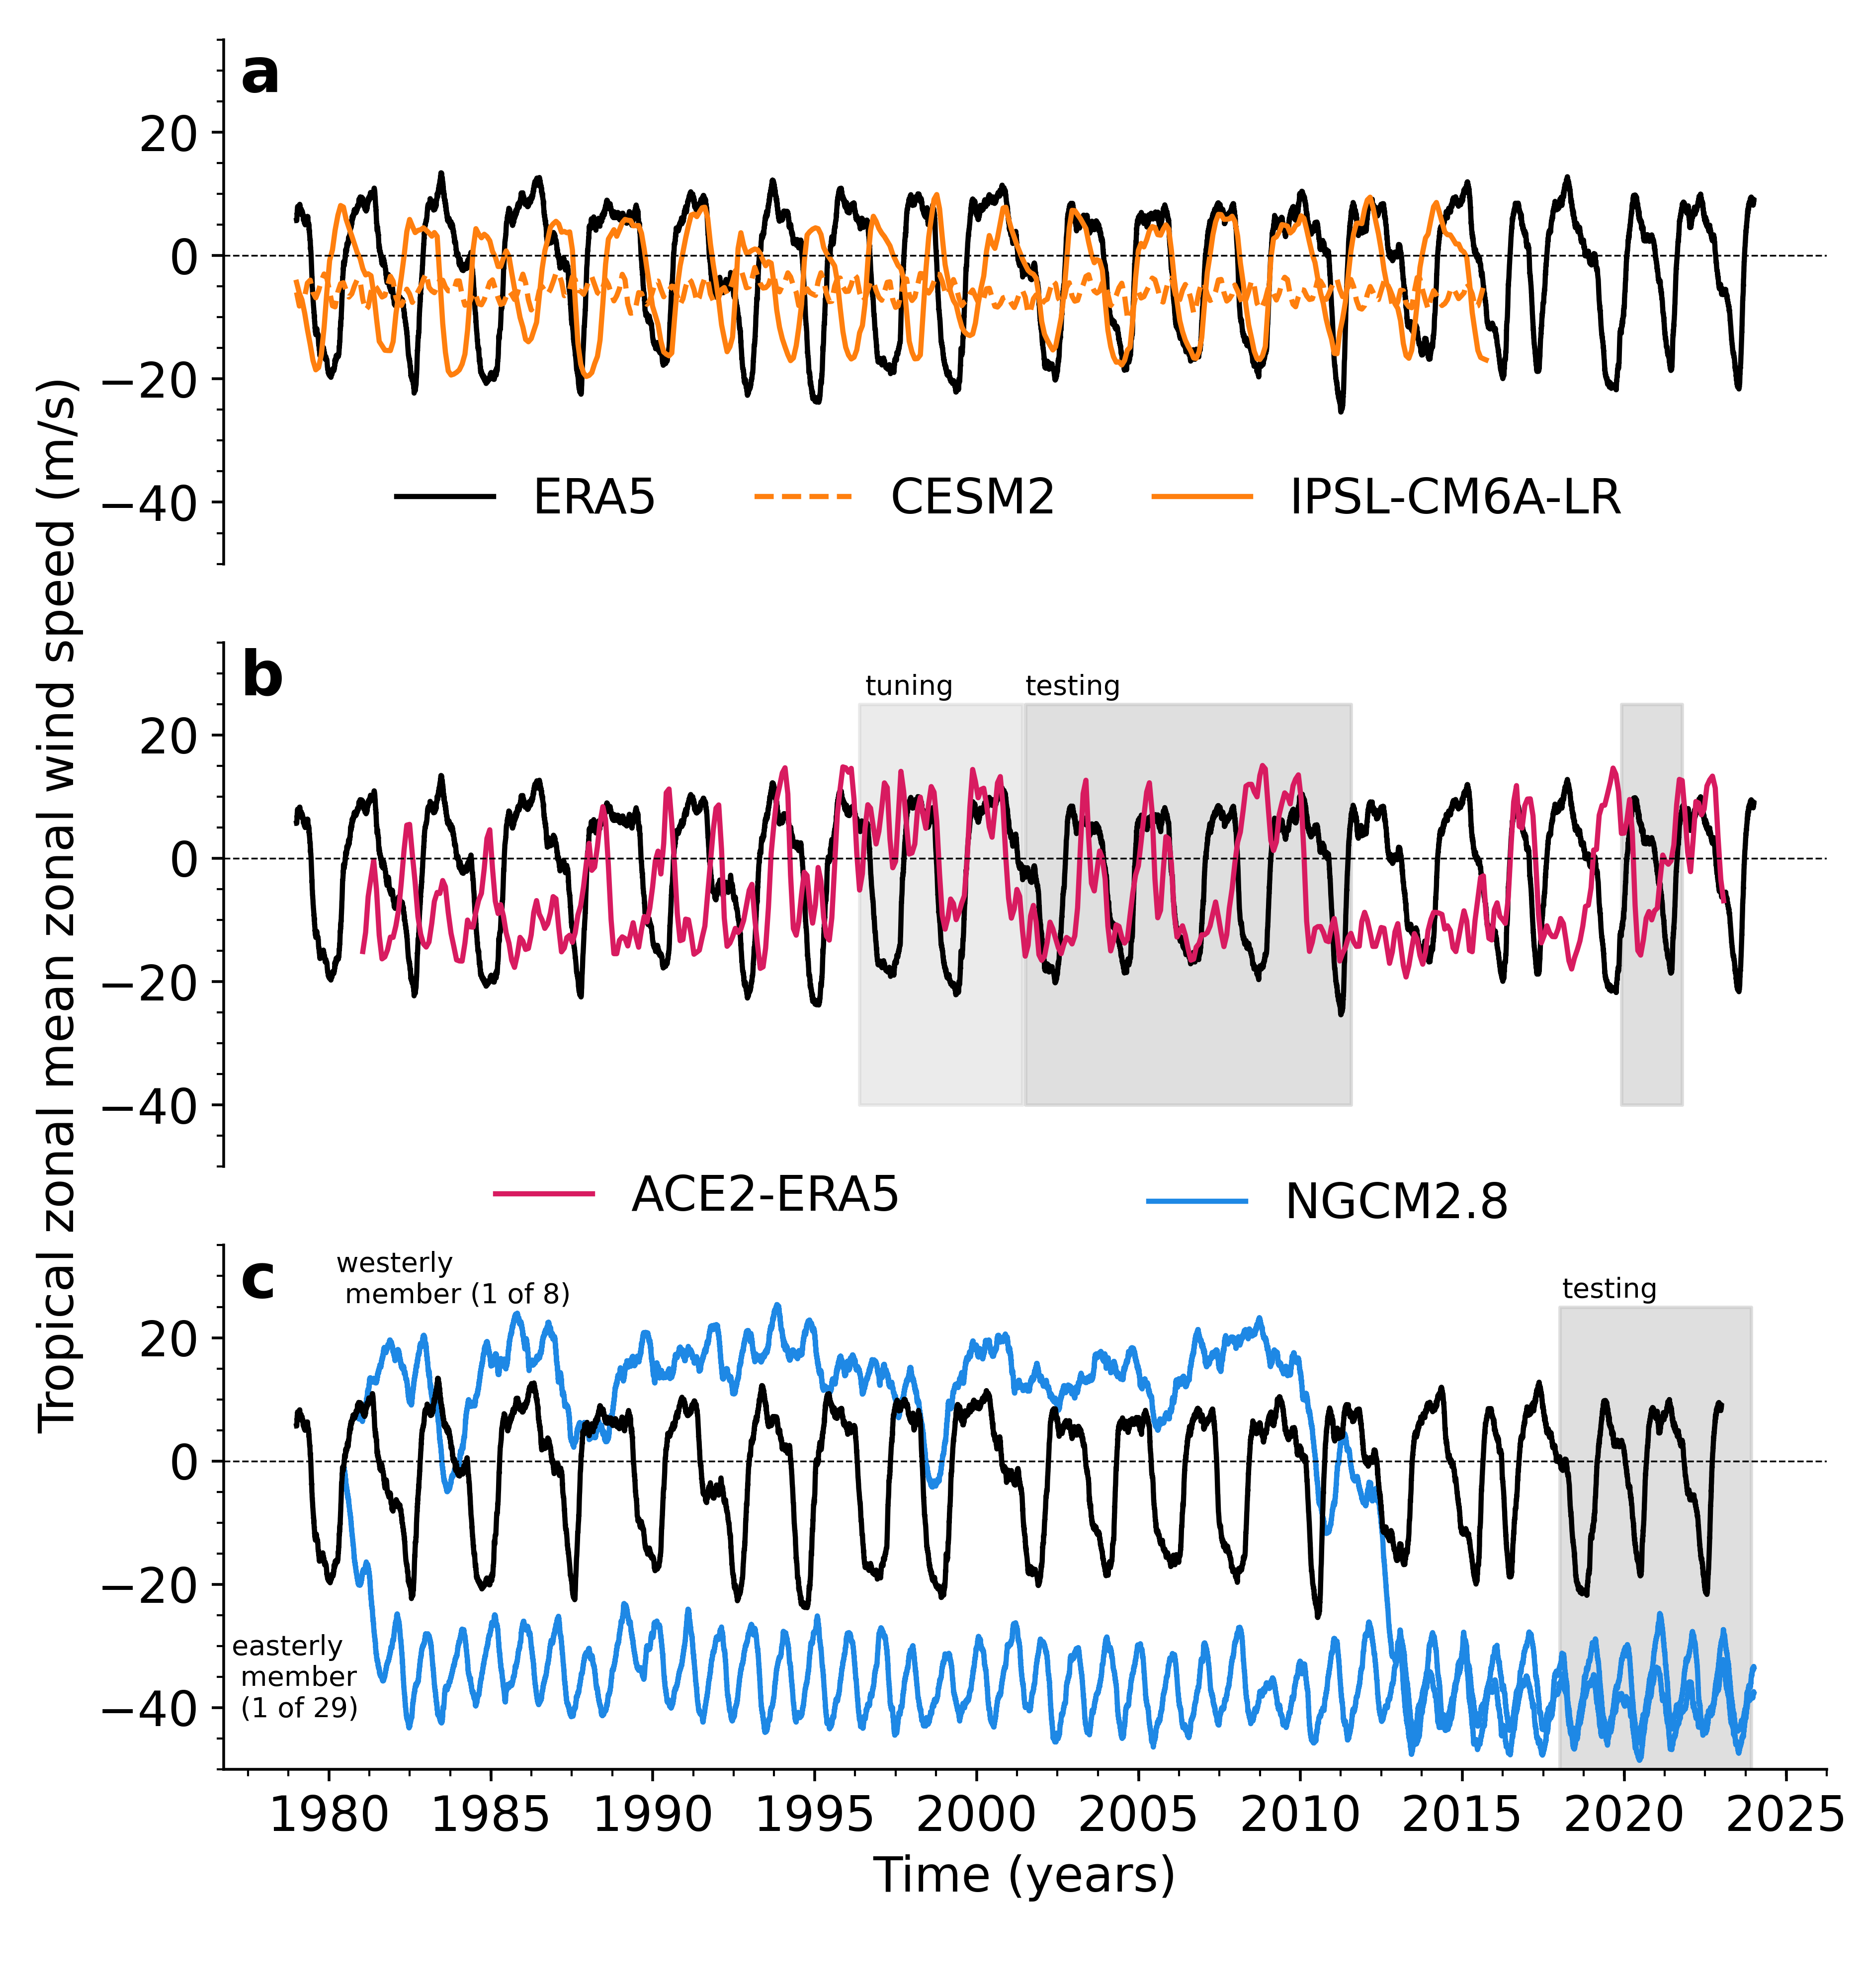 Tropical zonal mean zonal wind speed (m/s)
a
20
0
−20
−40
ERA5 CESM2 IPSL-CM6A-LR
b
tuning testing
20
0
−20
−40
ACE2-ERA5 NGCM2.8
c
westerly
member (1 of 8)
testing
20
0
−20
easterly
member
(1 of 29)
−40
1980 1985 1990 1995 2000 2005 2010 2015 2020 2025
Time (years)